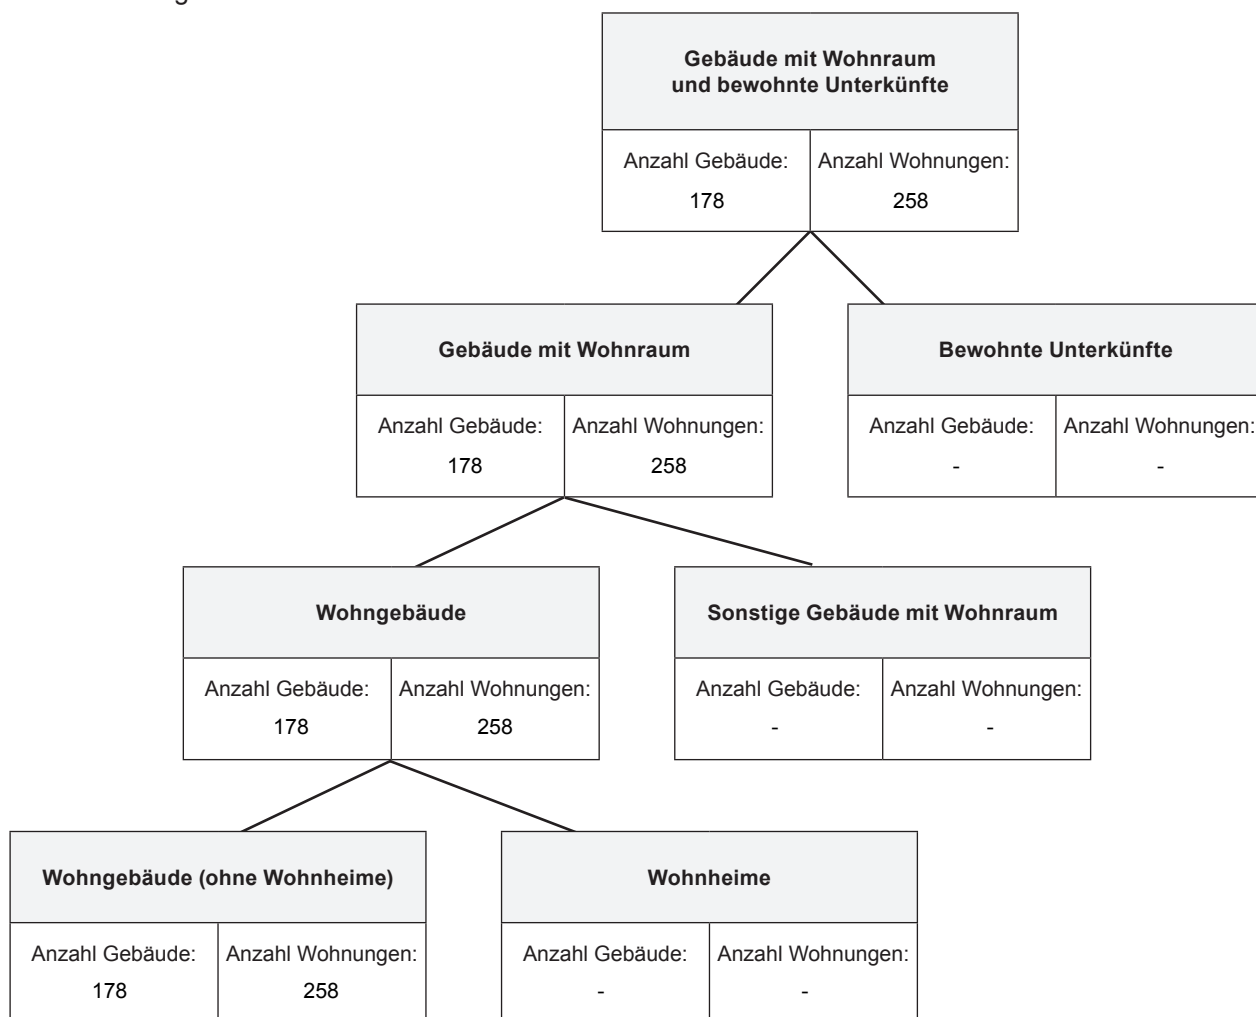 Gebäude mit Wohnraum
und bewohnte Unterkünfte
Anzahl Gebäude: Anzahl Wohnungen:
178 258
Gebäude mit Wohnraum Bewohnte Unterkünfte
Anzahl Gebäude: Anzahl Wohnungen: Anzahl Gebäude: Anzahl Wohnungen:
178 258 - -
Wohngebäude Sonstige Gebäude mit Wohnraum
Anzahl Gebäude: Anzahl Wohnungen: Anzahl Gebäude: Anzahl Wohnungen:
178 258 - -
Wohngebäude (ohne Wohnheime) Wohnheime
Anzahl Gebäude: Anzahl Wohnungen: Anzahl Gebäude: Anzahl Wohnungen:
178 258 - -